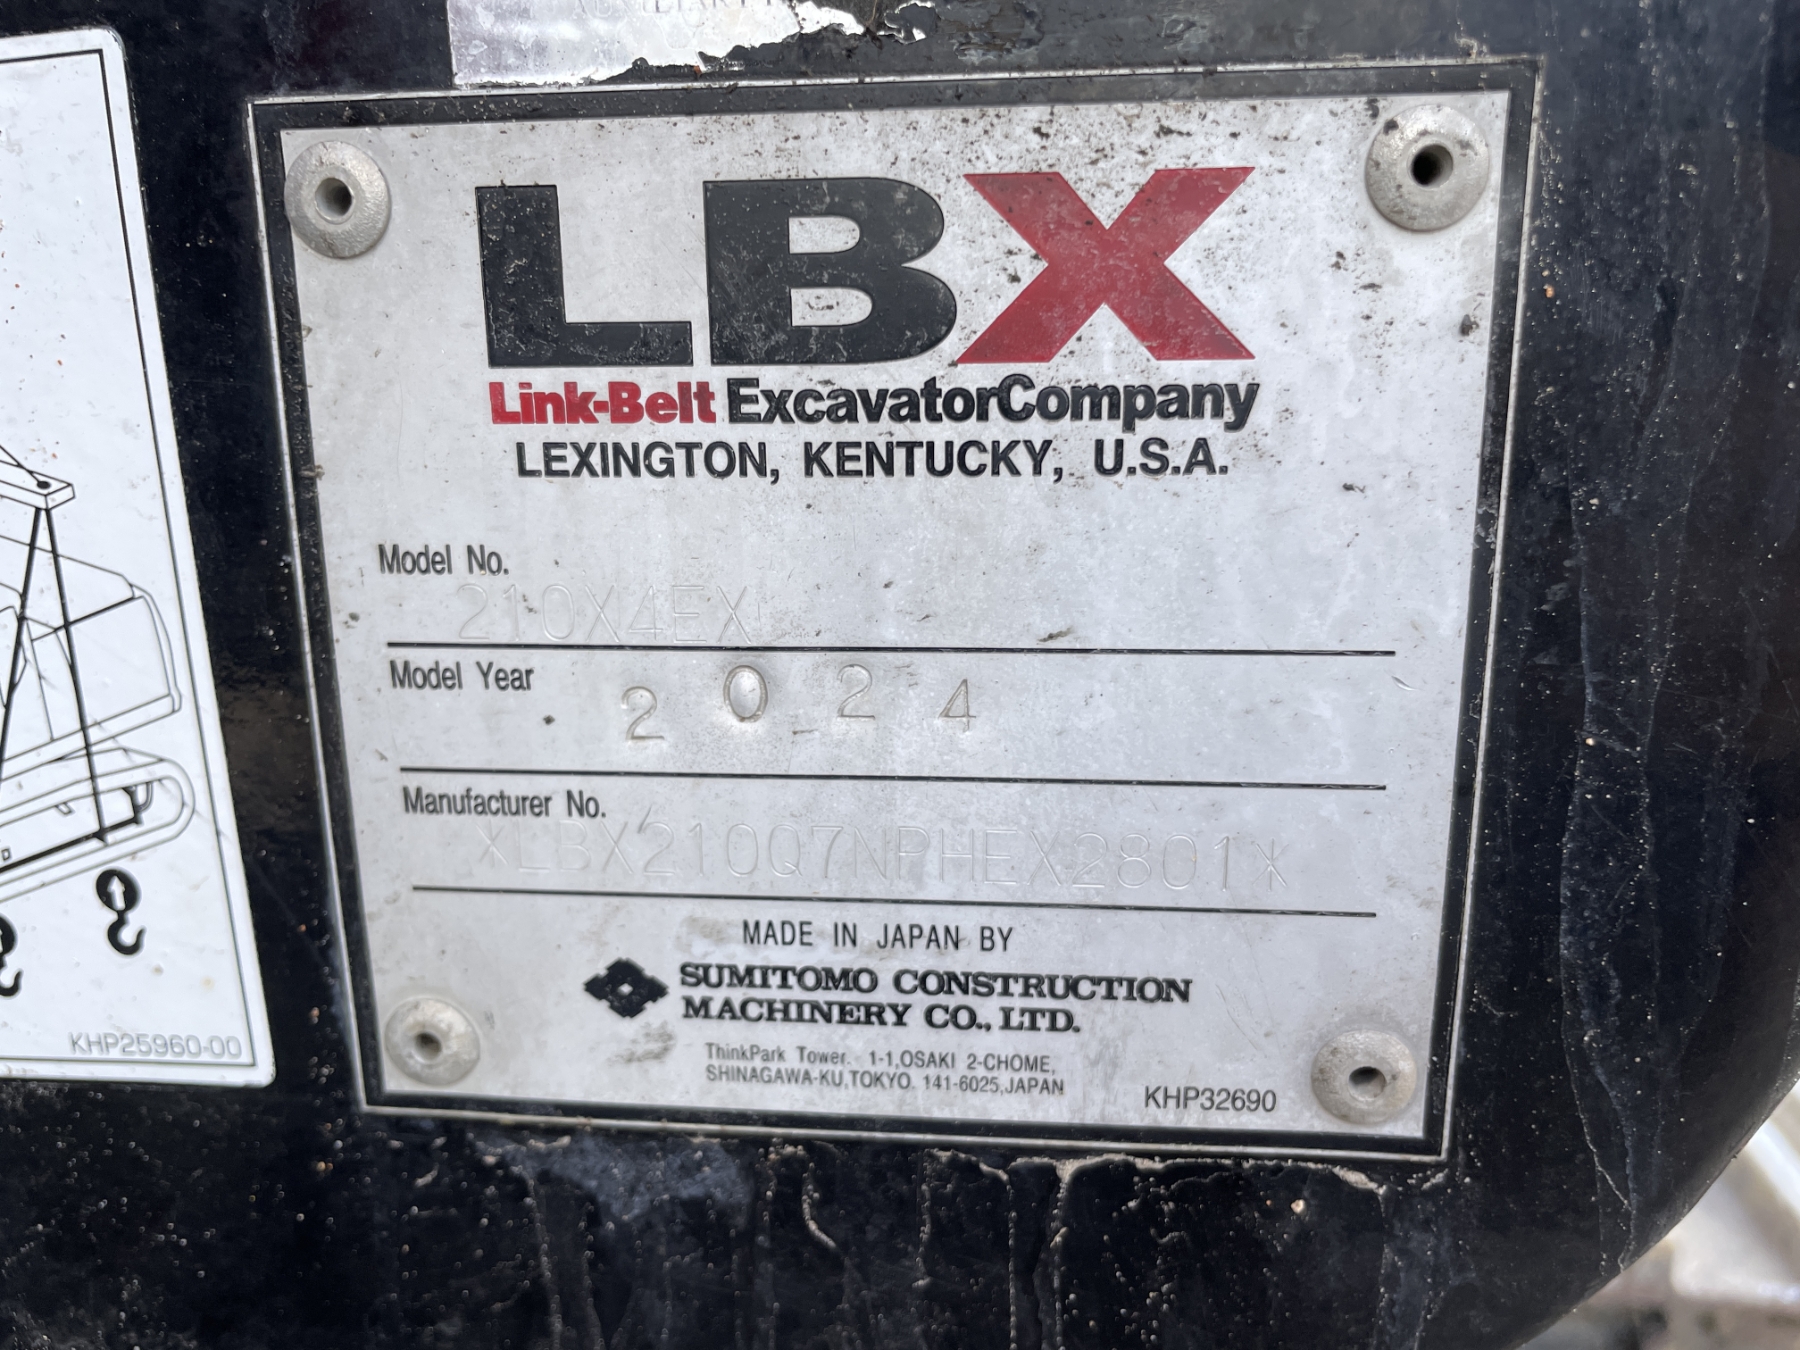 LBX
Link-Belt ExcavatorCompany
LEXINGTON, KENTUCKY, U.S.A.
Model No.
210X4EX
Model Year
2024
Manufacturer No.
*LBX210Q7NPHEX2801*
MADE IN JAPAN BY
SUMITOMO CONSTRUCTION
MACHINERY CO., LTD.
ThinkPark Tower. 1-1,OSAKI 2-CHOME,
SHINAGAWA-KU,TOKYO. 141-6025,JAPAN
KHP32690
KHP25960-00